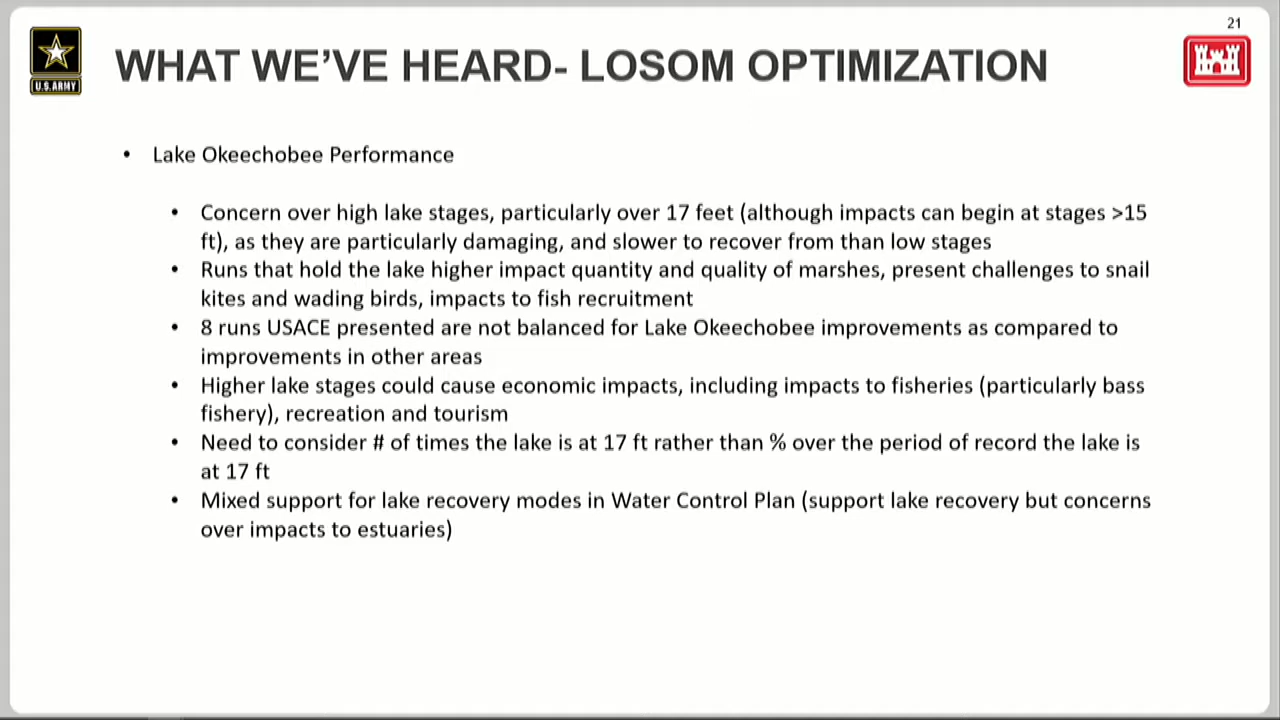 21
U.S.ARMY
WHAT WE'VE HEARD- LOSOM OPTIMIZATION
• Lake Okeechobee Performance
• Concern over high lake stages, particularly over 17 feet (although impacts can begin at stages >15
ft), as they are particularly damaging, and slower to recover from than low stages
• Runs that hold the lake higher impact quantity and quality of marshes, present challenges to snail
kites and wading birds, impacts to fish recruitment
• 8 runs USACE presented are not balanced for Lake Okeechobee improvements as compared to
improvements in other areas
• Higher lake stages could cause economic impacts, including impacts to fisheries (particularly bass
fishery), recreation and tourism
• Need to consider # of times the lake is at 17 ft rather than % over the period of record the lake is
at 17 ft
• Mixed support for lake recovery modes in Water Control Plan (support lake recovery but concerns
over impacts to estuaries)